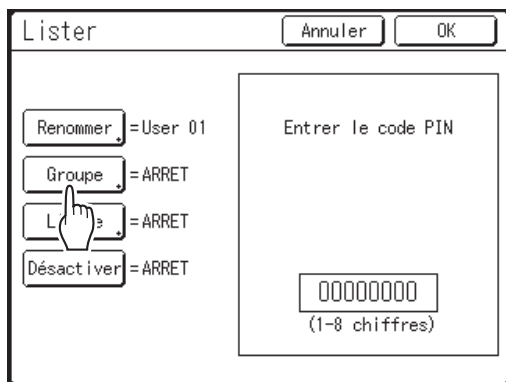 Lister
Annuler
OK
Renommer =User 01
Groupe =ARRET
=ARRET
Désactiver =ARRET
Entrer le code PIN
00000000
(1-8 chiffres)